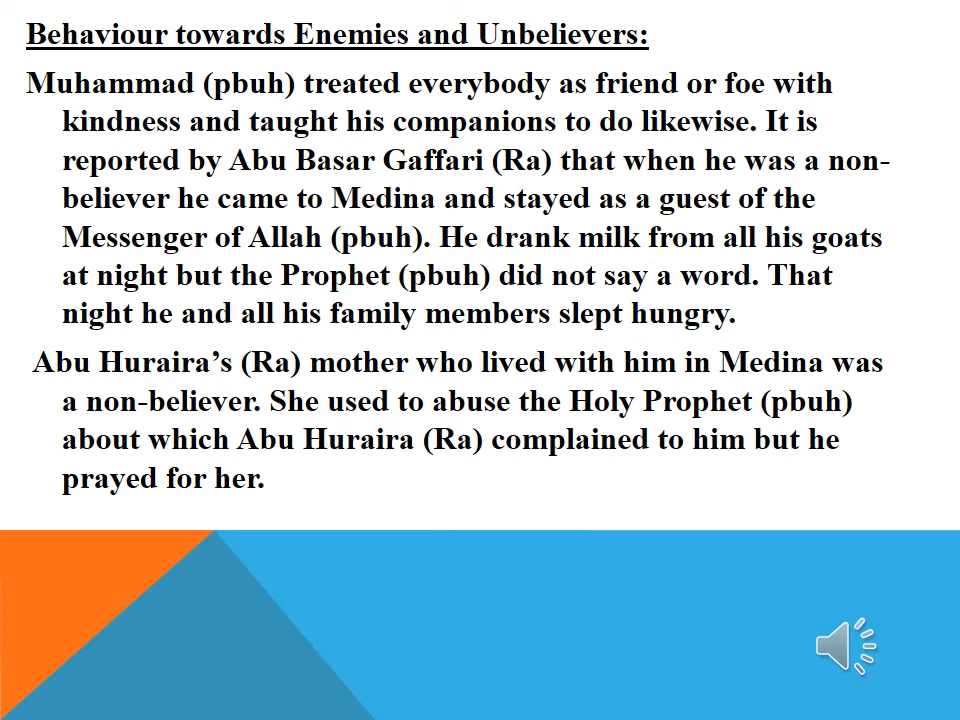 Behaviour towards Enemies and Unbelievers:
Muhammad (pbuh) treated everybody as friend or foe with
kindness and taught his companions to do likewise. It is
reported by Abu Basar Gaffari (Ra) that when he was a non-
believer he came to Medina and stayed as a guest of the
Messenger of Allah (pbuh). He drank milk from all his goats
at night but the Prophet (pbuh) did not say a word. That
night he and all his family members slept hungry.
Abu Huraira’s (Ra) mother who lived with him in Medina was
a non-believer. She used to abuse the Holy Prophet (pbuh)
about which Abu Huraira (Ra) complained to him but he
prayed for her.